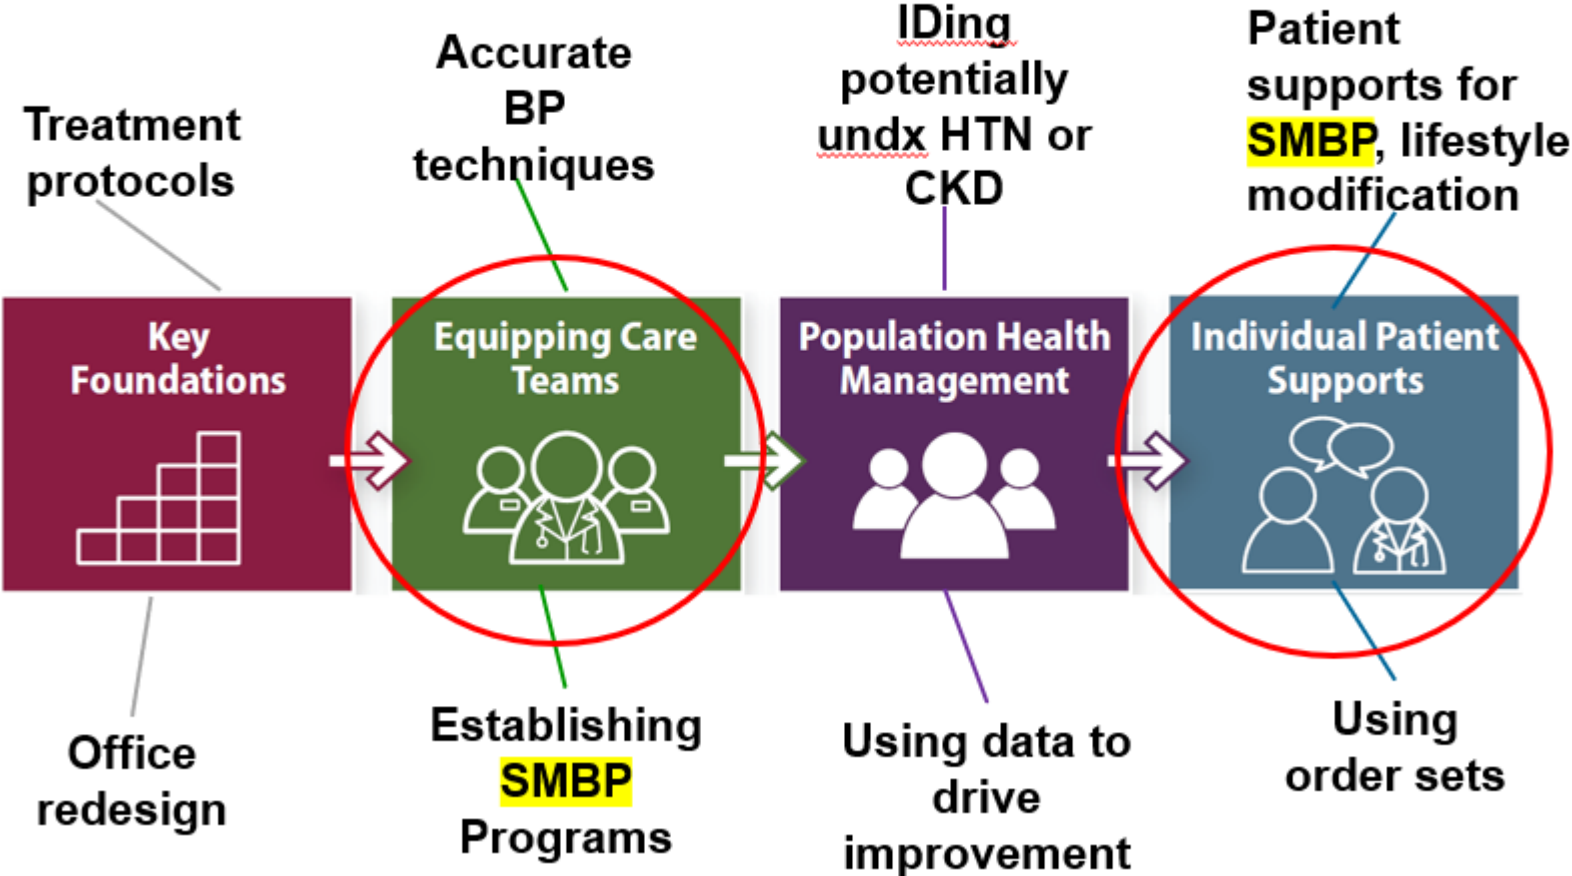 Treatment
protocols
Accurate
BP
techniques
IDing
potentially
undx HTN or
CKD
Patient
supports for
SMBP, lifestyle
modification
Key
Foundations
Equipping Care
Teams
Population Health
Management
Individual Patient
Supports
Office
redesign
Establishing
SMBP
Programs
Using data to
drive
improvement
Using
order sets